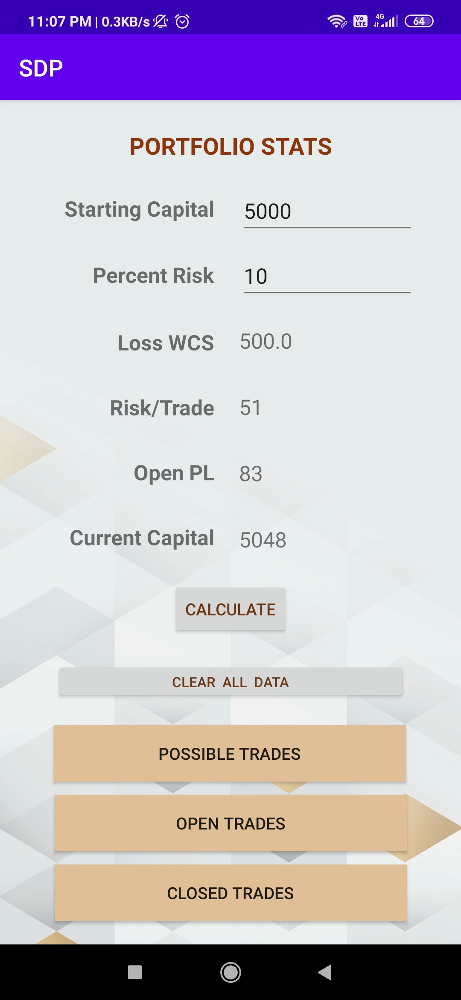 11:07 PM | 0.3KB/s Vo LTE 4G 64
SDP
PORTFOLIO STATS
Starting Capital 5000
Percent Risk 10
Loss WCS 500.0
Risk/Trade 51
Open PL 83
Current Capital 5048
CALCULATE
CLEAR ALL DATA
POSSIBLE TRADES
OPEN TRADES
CLOSED TRADES